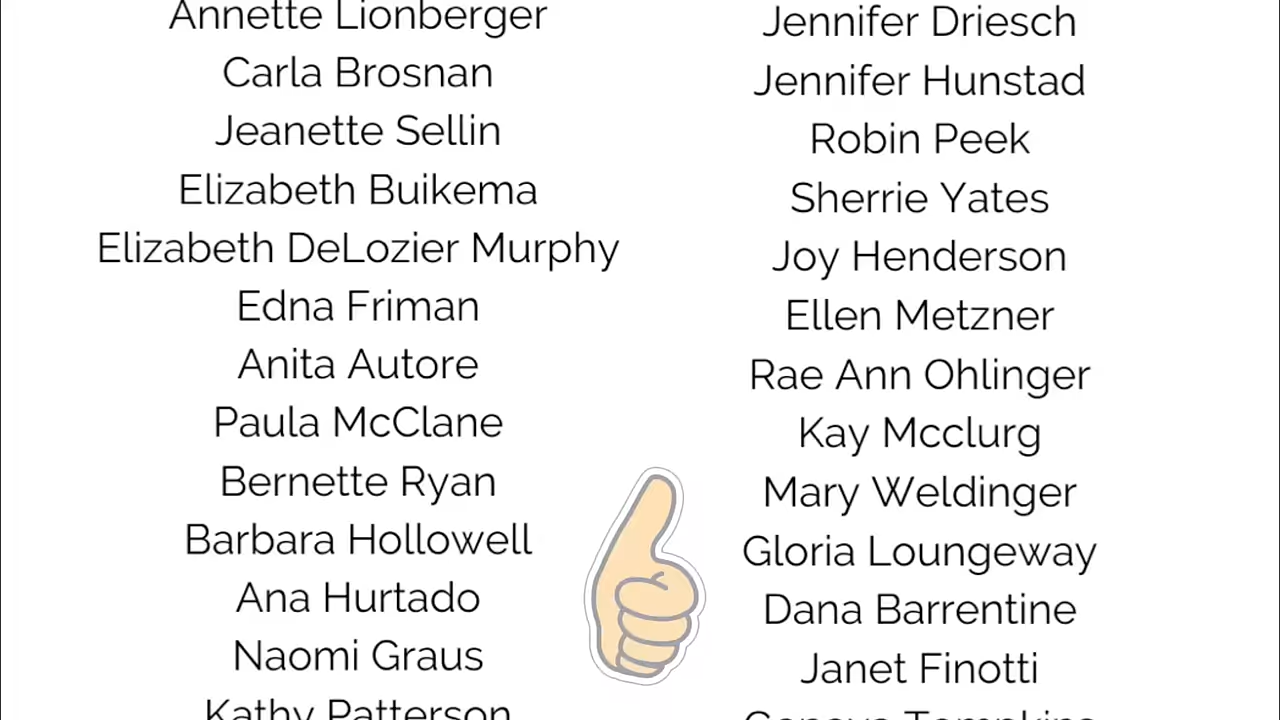 Annette Lionberger
Carla Brosnan
Jeanette Sellin
Elizabeth Buikema
Elizabeth DeLozier Murphy
Edna Friman
Anita Autore
Paula McClane
Bernette Ryan
Barbara Hollowell
Ana Hurtado
Naomi Graus
Kathy Patterson
Jennifer Driesch
Jennifer Hunstad
Robin Peek
Sherrie Yates
Joy Henderson
Ellen Metzner
Rae Ann Ohlinger
Kay Mcclurg
Mary Weldinger
Gloria Loungeway
Dana Barrentine
Janet Finotti